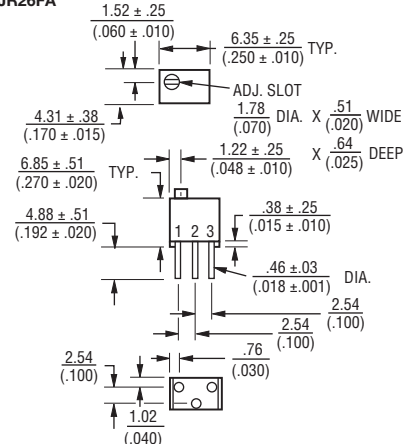 1.52 ± .25
(.060 ± .010)
6.35 ± .25
(.250 ± .010) TYP.
ADJ. SLOT
1.78
(.070) DIA. X .51
(.020) WIDE
X .64
(.025) DEEP
4.31 ± .38
(.170 ± .015)
1.22 ± .25
(.048 ± .010)
6.85 ± .51
(.270 ± .020) TYP.
4.88 ± .51
(.192 ± .020)
.38 ± .25
(.015 ± .010)
1 2 3
.46 ±.03
(.018 ±.001) DIA.
2.54
(.100)
2.54
(.100)
2.54
(.100)
.76
(.030)
1.02
(.040)